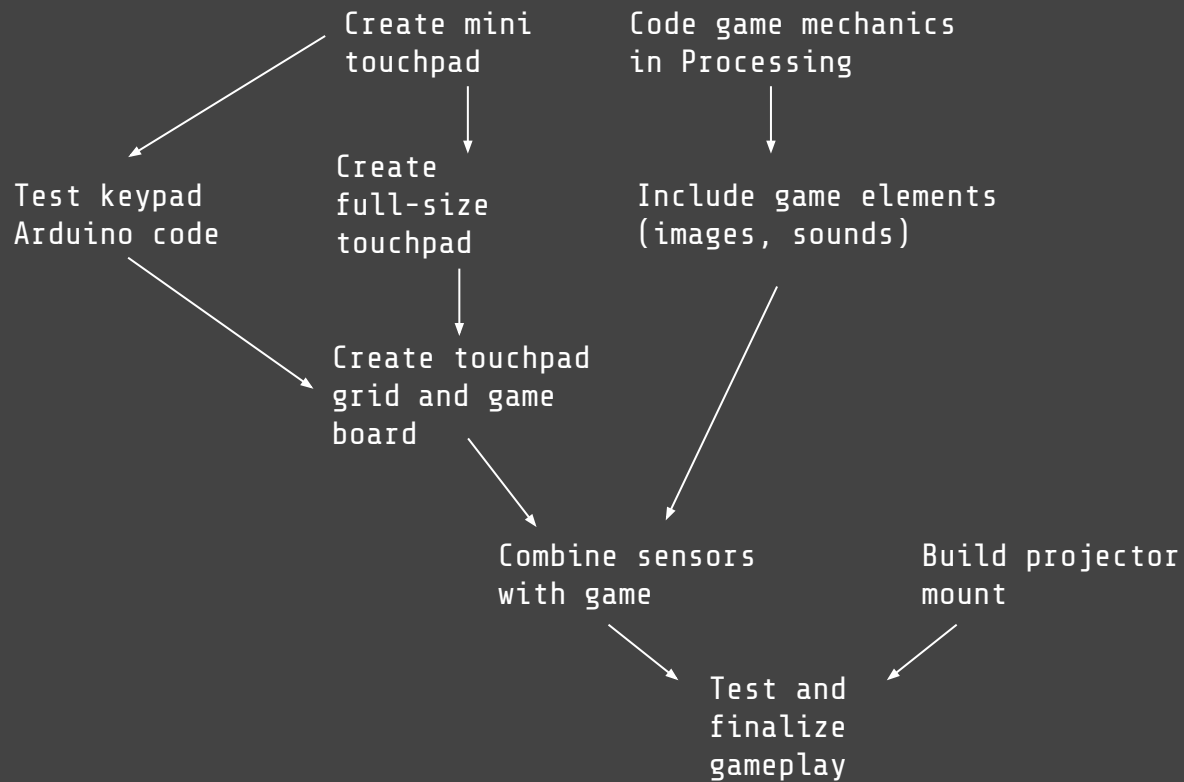 Create mini
touchpad
Code game mechanics
in Processing
Test keypad
Arduino code
Create
full-size
touchpad
Include game elements
(images, sounds)
Create touchpad
grid and game
board
Combine sensors
with game
Build projector
mount
Test and
finalize
gameplay